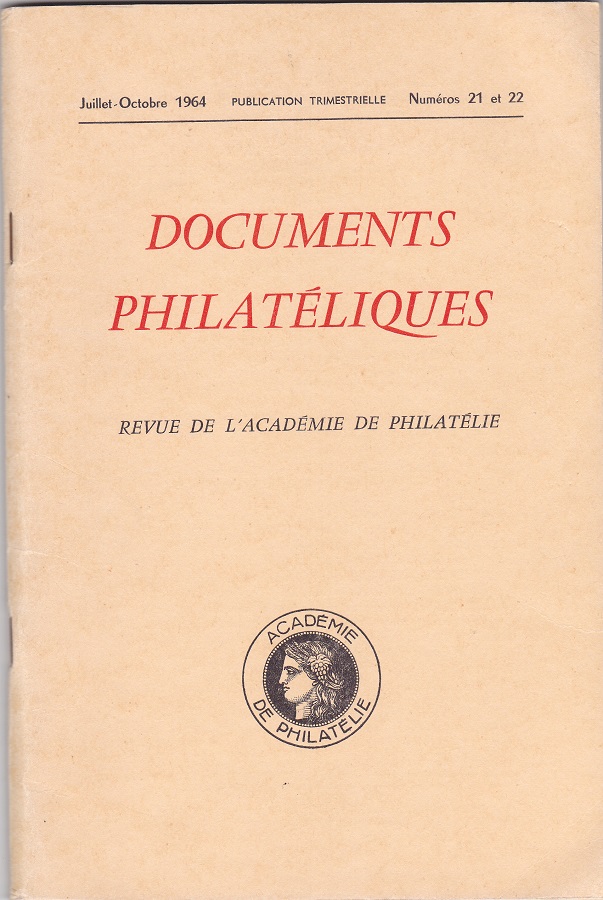 Juillet-Octobre 1964 PUBLICATION TRIMESTRIELLE Numéros 21 et 22
DOCUMENTS
PHILATÉLIQUES
REVUE DE L'ACADÉMIE DE PHILATÉLIE
ACADÉMIE
DE PHILATÉLIE